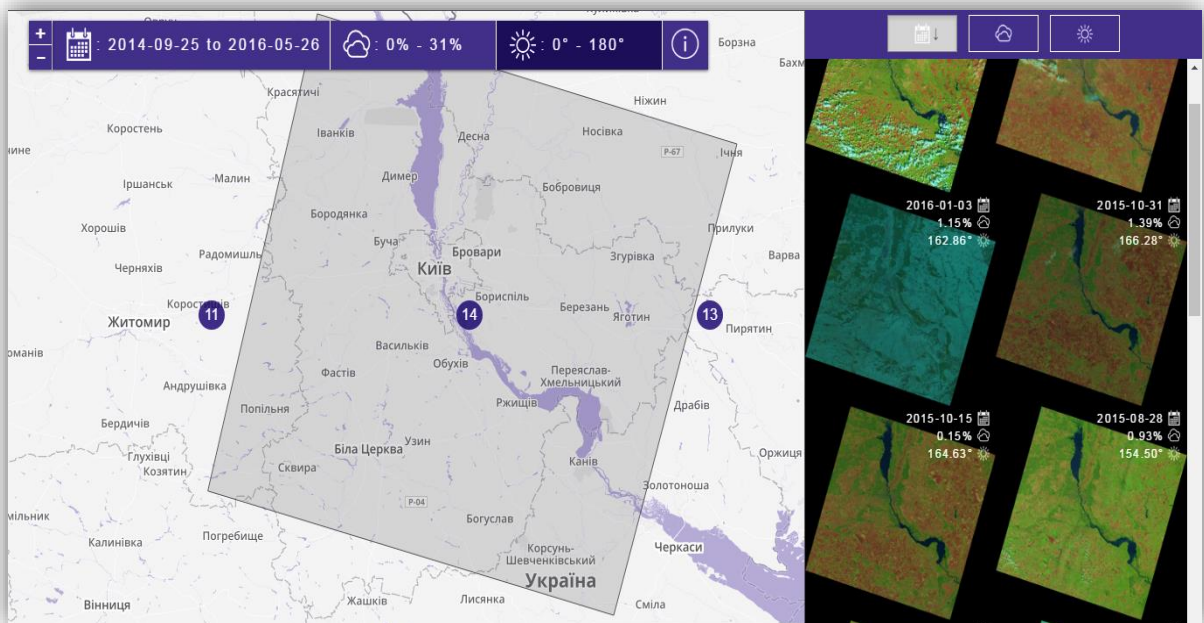 Куликівка
+
−
: 2014-09-25 to 2016-05-26
: 0% - 31%
: 0° - 180°
i
Борзна
Бахм
Красятичі
Ніжин
Коростень
Іванків
Десна
Носівка
чине
Р-67
Ічня
Іршанськ
Малин
Димер
Бобровиця
Бородянка
Хорошів
Прилуки
Буча
Бровари
Радомишль
Згурівка
Варва
Київ
Черняхів
Коростишів
Бориспіль
Березань
11
14
13
Житомир
Яготин
Пирятин
Васильків
оманів
Обухів
Фастів
Переяслав-
Хмельницький
Андрушівка
Ржищів
Драбів
Попільня
Бердичів
Узин
Біла Церква
Глухівці
Оржиця
Козятин
Сквира
Канів
Золотоноша
Р-04
мільник
Богуслав
Погребище
Калинівка
Корсунь-
Шевченківський
Черкаси
Україна
Жашків
Лисянка
Сміла
Вінниця
2016-01-03
1.15%
162.86°
2015-10-31
1.39%
166.28°
2015-10-15
0.15%
164.63°
2015-08-28
0.93%
154.50°